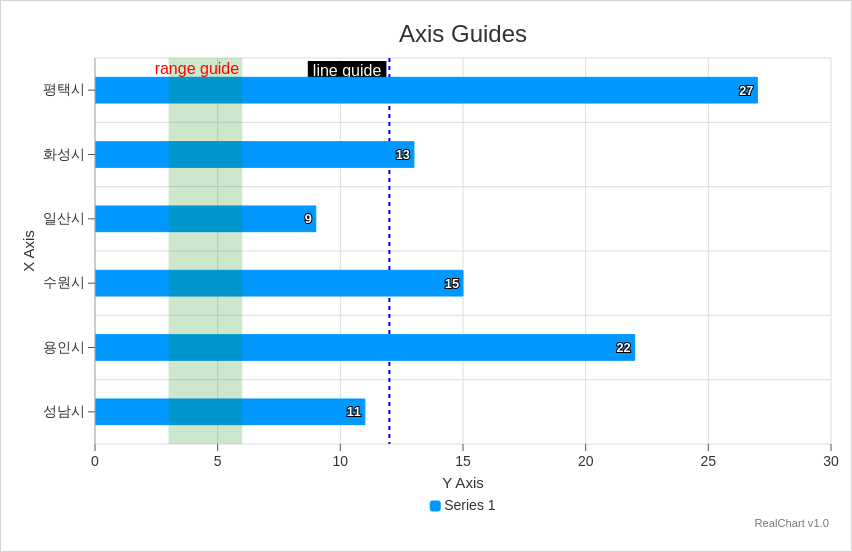 Axis Guides
range guide
line guide
평택시
27
화성시
13
일산시
9
X Axis
수원시
15
용인시
22
성남시
11
0 5 10 15 20 25 30
Y Axis
Series 1
RealChart v1.0